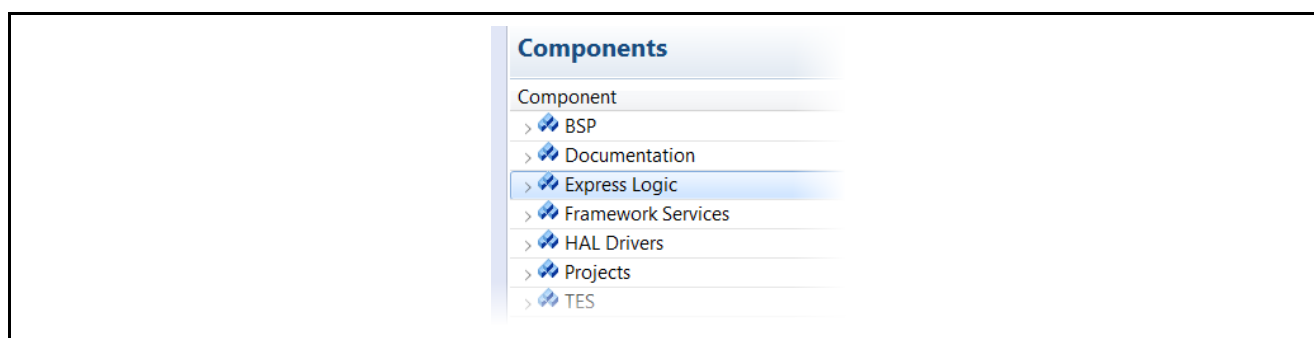 Components
Component
BSP
Documentation
Express Logic
Framework Services
HAL Drivers
Projects
TES